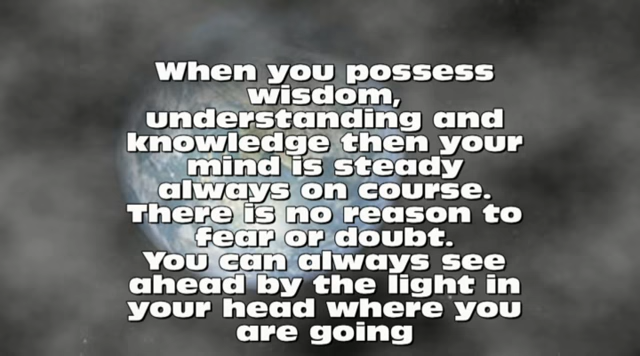 When you possess
wisdom,
understanding and
knowledge then your
mind is steady
always on course.
There is no reason to
fear or doubt.
You can always see
ahead by the light in
your head where you
are going